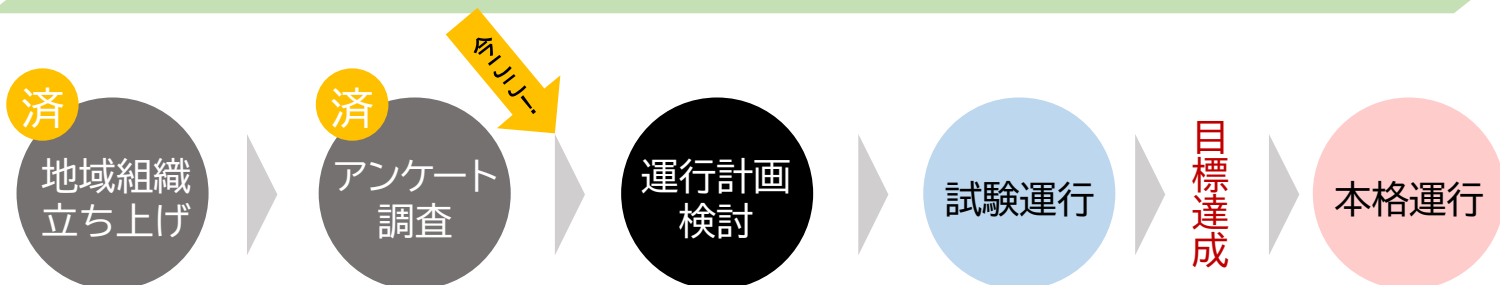 済
地域組織
立ち上げ
済
アンケート
調査
今ココ！
運行計画
検討
試験運行
目標達成
本格運行